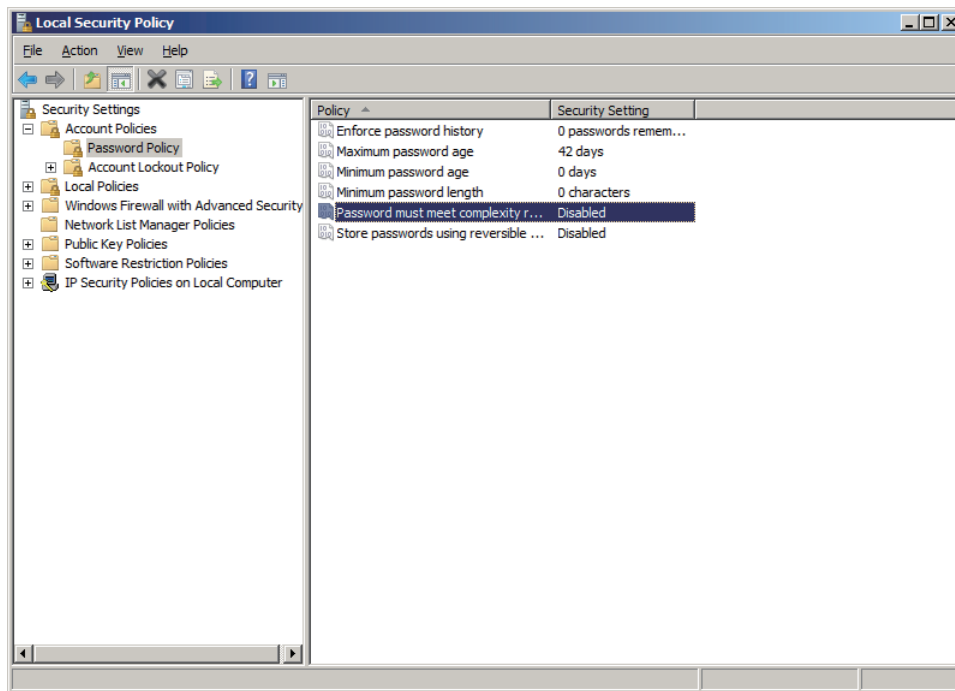 Local Security Policy
File Action View Help
Security Settings
Account Policies
Password Policy
Account Lockout Policy
Local Policies
Windows Firewall with Advanced Security
Network List Manager Policies
Public Key Policies
Software Restriction Policies
IP Security Policies on Local Computer
Policy Security Setting
Enforce password history 0 passwords remem...
Maximum password age 42 days
Minimum password age 0 days
Minimum password length 0 characters
Password must meet complexity r... Disabled
Store passwords using reversible ... Disabled